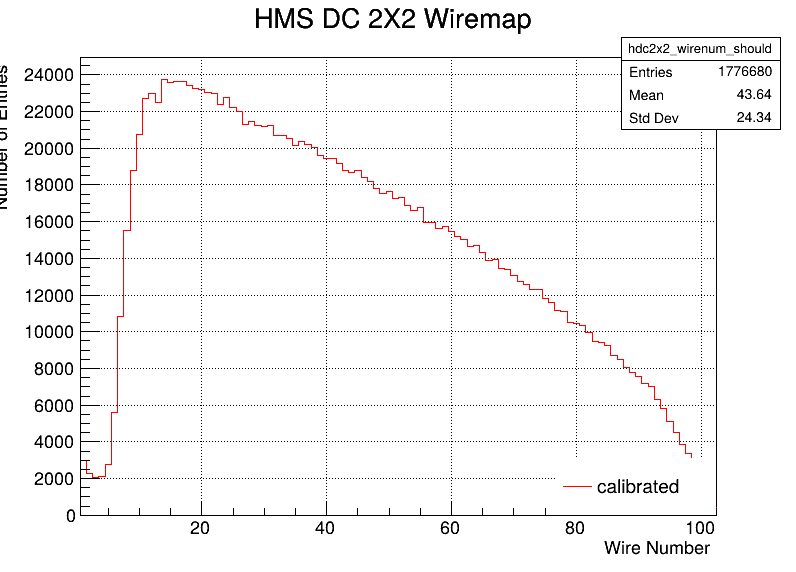 HMS DC 2X2 Wiremap
hdc2x2_wirenum_should
Entries 1776680
Mean 43.64
Std Dev 24.34
Number of Entries
24000
22000
20000
18000
16000
14000
12000
10000
8000
6000
4000
2000
0
20 40 60 80 100
calibrated
Wire Number